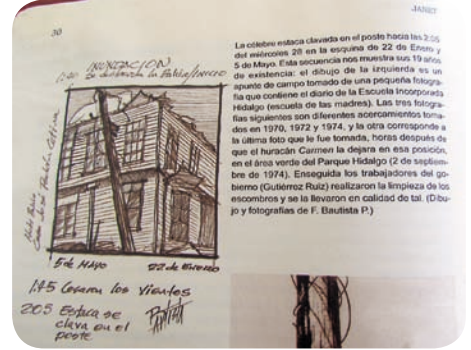 30
JANET
INUNDACION
La célebre estaca clavada en el poste hacia las 2:05
del miércoles 28 en la esquina de 22 de Enero y
5 de Mayo. Esta secuencia nos muestra sus 19 años
de existencia: el dibujo de la izquierda es un
apunte de campo tomado de una pequeña fotogra-
fía que contiene el diario de la Escuela Incorporada
Hidalgo (escuela de las madres). Las tres fotogra-
fías siguientes son diferentes acercamientos toma-
dos en 1970, 1972 y 1974, y la otra corresponde a
la última foto que le fue tomada, horas después de
que el huracán Carmen la dejara en esa posición,
en el área verde del Parque Hidalgo (2 de septiem-
bre de 1974). Enseguida los trabajadores del go-
bierno (Gutiérrez Ruiz) realizaron la limpieza de los
escombros y se la llevaron en calidad de tal. (Dibu-
jo y fotografías de F. Bautista P.)
5 de MAYO
22 de ENERO
1:45 Cesaron los Vientos
2:05 Estaca se
clava en el
poste